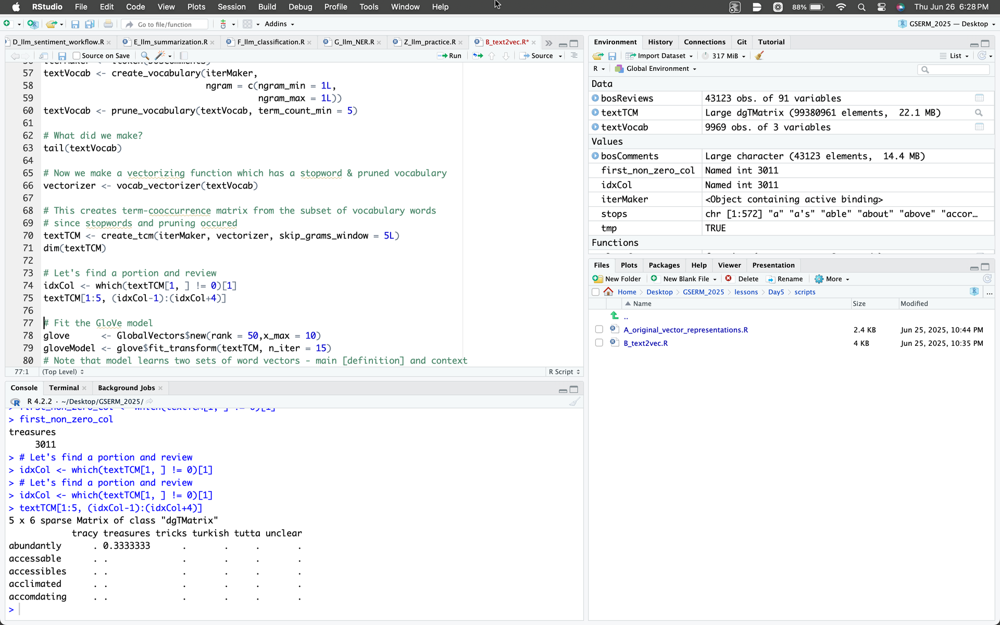 RStudio File Edit Code View Plots Session Build Debug Profile Tools Window Help 88% Thu Jun 26 6:28 PM
Go to file/function Addins GSERM_2025 — Desktop
D_llm_sentiment_workflow.R E_llm_summarization.R F_llm_classification.R G_llm_NER.R Z_llm_practice.R B_text2vec.R*
Source on Save Run Source
57 textVocab <- create_vocabulary(iterMaker,
58 ngram = c(ngram_min = 1L,
59 ngram_max = 1L))
60 textVocab <- prune_vocabulary(textVocab, term_count_min = 5)
61
62 # What did we make?
63 tail(textVocab)
64
65 # Now we make a vectorizing function which has a stopword & pruned vocabulary
66 vectorizer <- vocab_vectorizer(textVocab)
67
68 # This creates term-cooccurrence matrix from the subset of vocabulary words
69 # since stopwords and pruning occured
70 textTCM <- create_tcm(iterMaker, vectorizer, skip_grams_window = 5L)
71 dim(textTCM)
72
73 # Let's find a portion and review
74 idxCol <- which(textTCM[1, ] != 0)[1]
75 textTCM[1:5, (idxCol-1):(idxCol+4)]
76
77 # Fit the GloVe model
78 glove <- GlobalVectors$new(rank = 50,x_max = 10)
79 gloveModel <- glove$fit_transform(textTCM, n_iter = 15)
80 # Note that model learns two sets of word vectors - main [definition] and context
77:1 (Top Level) R Script
Console Terminal Background Jobs
R 4.2.2 · ~/Desktop/GSERM_2025/
> first_non_zero_col <- which(textTCM[1, ] != 0)[1]
> first_non_zero_col
treasures
3011
> # Let's find a portion and review
> idxCol <- which(textTCM[1, ] != 0)[1]
> # Let's find a portion and review
> idxCol <- which(textTCM[1, ] != 0)[1]
> textTCM[1:5, (idxCol-1):(idxCol+4)]
5 x 6 sparse Matrix of class "dgTMatrix"
tracy treasures tricks turkish tutta unclear
abundantly . 0.3333333 . . . .
accessable . . . . . .
accessibles . . . . . .
acclimated . . . . . .
accomdating . . . . . .
>
Environment History Connections Git Tutorial
Import Dataset 317 MiB List
R Global Environment
Data
bosReviews 43123 obs. of 91 variables
textTCM Large dgTMatrix (99380961 elements, 22.1 MB)
textVocab 9969 obs. of 3 variables
Values
bosComments Large character (43123 elements, 14.4 MB)
first_non_zero_col Named int 3011
idxCol Named int 3011
iterMaker <Object containing active binding>
stops chr [1:572] "a" "a's" "able" "about" "above" "accor…
tmp TRUE
Functions
Files Plots Packages Help Viewer Presentation
New Folder New Blank File Delete Rename More
Home Desktop GSERM_2025 lessons Day5 scripts ...
Name Size Modified
..
A_original_vector_representations.R 2.4 KB Jun 25, 2025, 10:44 PM
B_text2vec.R 4 KB Jun 25, 2025, 10:35 PM